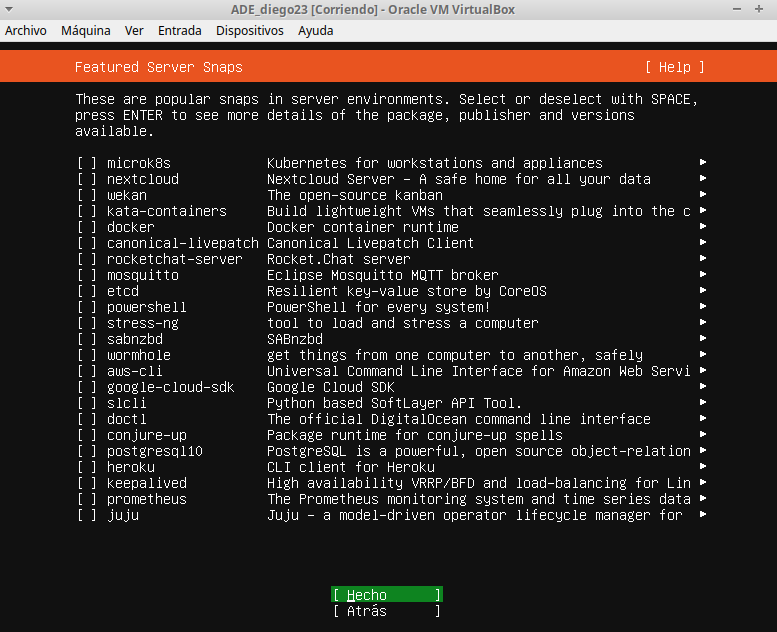 ADE_diego23 [Corriendo] - Oracle VM VirtualBox
Archivo Máquina Ver Entrada Dispositivos Ayuda
Featured Server Snaps [ Help ]
These are popular snaps in server environments. Select or deselect with SPACE,
press ENTER to see more details of the package, publisher and versions
available.
[ ] microk8s Kubernetes for workstations and appliances ▸
[ ] nextcloud Nextcloud Server - A safe home for all your data ▸
[ ] wekan The open-source kanban ▸
[ ] kata-containers Build lightweight VMs that seamlessly plug into the c ▸
[ ] docker Docker container runtime ▸
[ ] canonical-livepatch Canonical Livepatch Client ▸
[ ] rocketchat-server Rocket.Chat server ▸
[ ] mosquitto Eclipse Mosquitto MQTT broker ▸
[ ] etcd Resilient key-value store by CoreOS ▸
[ ] powershell PowerShell for every system! ▸
[ ] stress-ng tool to load and stress a computer ▸
[ ] sabnzbd SABnzbd ▸
[ ] wormhole get things from one computer to another, safely ▸
[ ] aws-cli Universal Command Line Interface for Amazon Web Servi ▸
[ ] google-cloud-sdk Google Cloud SDK ▸
[ ] slcli Python based SoftLayer API Tool. ▸
[ ] doctl The official DigitalOcean command line interface ▸
[ ] conjure-up Package runtime for conjure-up spells ▸
[ ] postgresql10 PostgreSQL is a powerful, open source object-relation ▸
[ ] heroku CLI client for Heroku ▸
[ ] keepalived High availability VRRP/BFD and load-balancing for Lin ▸
[ ] prometheus The Prometheus monitoring system and time series data ▸
[ ] juju Juju - a model-driven operator lifecycle manager for ▸
[ Hecho ]
[ Atrás ]